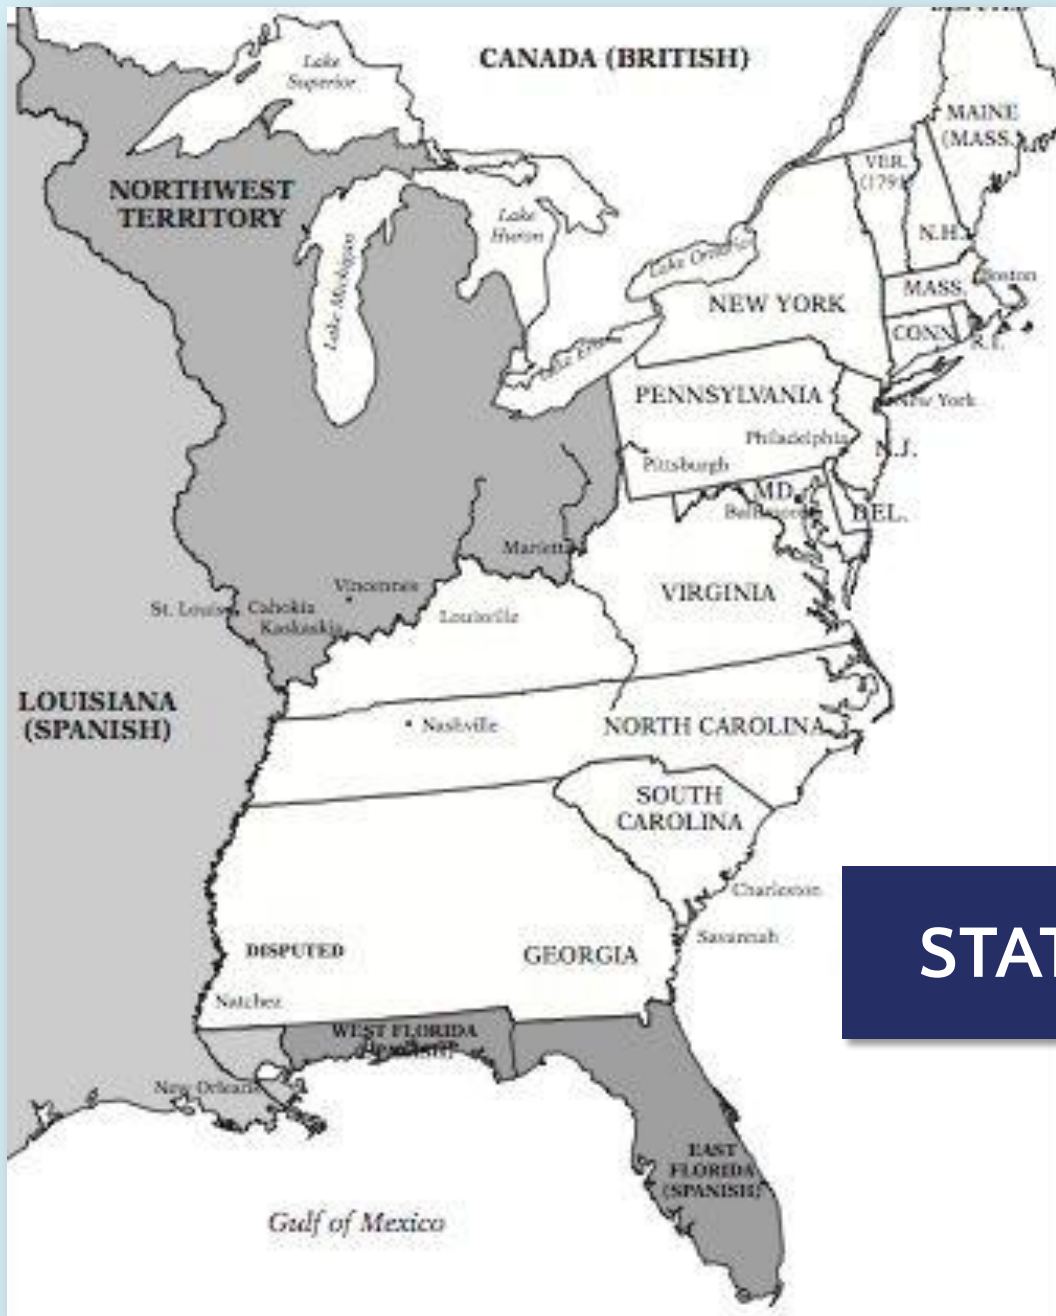 CANADA (BRITISH)
Lake
Superior
MAINE
(MASS.)
VER.
(1791
NORTHWEST
TERRITORY
Lake
Huron
N.H.
Lake Ontario
Boston
MASS.
Lake Michigan
NEW YORK
CONN
R.I.
Lake Erie
PENNSYLVANIA
New York
Philadelphia
N.J.
Pittsburgh
MD.
Baltimore
DEL.
Marietta
Vincennes
VIRGINIA
St. Louis
Cahokia
Kaskaskia
Louisville
LOUISIANA
(SPANISH)
Nashville
NORTH CAROLINA
SOUTH
CAROLINA
Charleston
Savannah
STAT
DISPUTED
GEORGIA
Natchez
WEST FLORIDA
(SPANISH)
New Orleans
EAST
FLORIDA
(SPANISH)
Gulf of Mexico